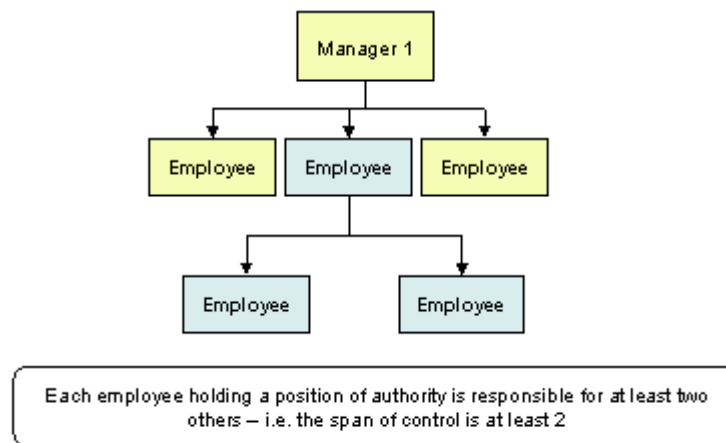 Manager 1
Employee
Employee
Employee
Employee
Employee
Each employee holding a position of authority is responsible for at least two
others – i.e. the span of control is at least 2